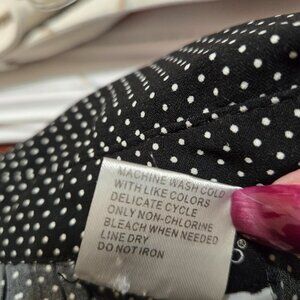 MACHINE WASH COLD
WITH LIKE COLORS
DELICATE CYCLE
ONLY NON-CHLORINE
BLEACH WHEN NEEDED
LINE DRY
DO NOT IRON